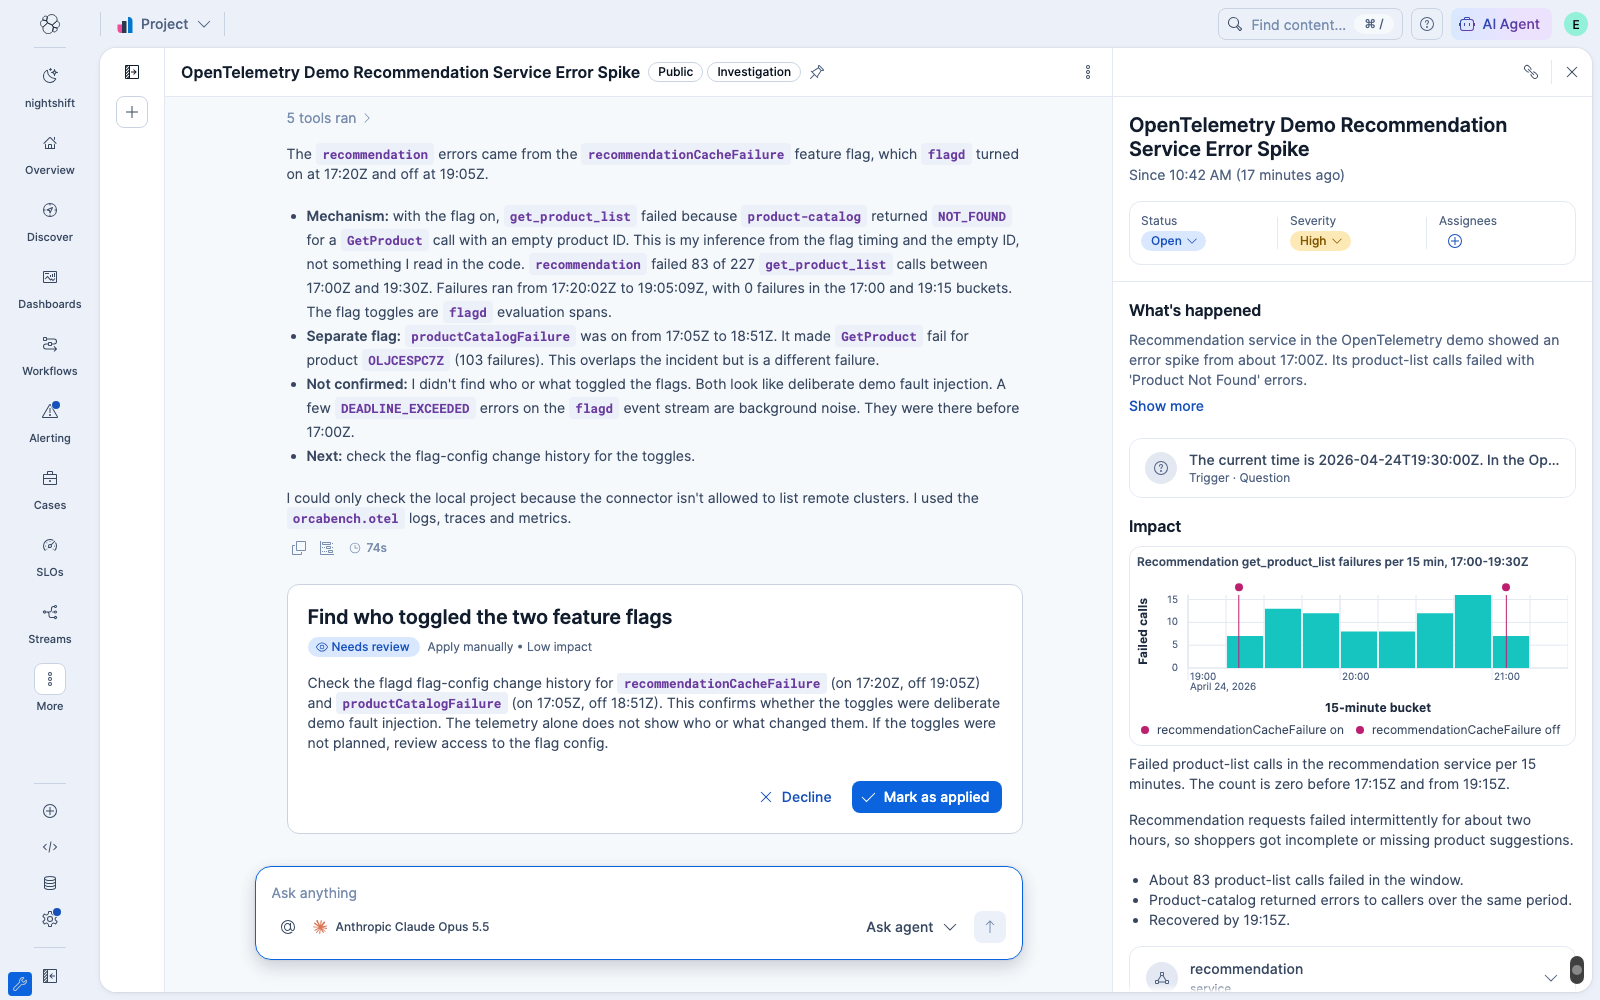 Project
Find content...
⌘ /
AI Agent
E
nightshift
Overview
Discover
Dashboards
Workflows
Alerting
Cases
SLOs
Streams
More
OpenTelemetry Demo Recommendation Service Error Spike
Public
Investigation
5 tools ran
The recommendation errors came from the recommendationCacheFailure feature flag, which flagd turned
on at 17:20Z and off at 19:05Z.
• Mechanism: with the flag on, get_product_list failed because product-catalog returned NOT_FOUND
for a GetProduct call with an empty product ID. This is my inference from the flag timing and the empty ID,
not something I read in the code. recommendation failed 83 of 227 get_product_list calls between
17:00Z and 19:30Z. Failures ran from 17:20:02Z to 19:05:09Z, with 0 failures in the 17:00 and 19:15 buckets.
The flag toggles are flagd evaluation spans.
• Separate flag: productCatalogFailure was on from 17:05Z to 18:51Z. It made GetProduct fail for
product OLJCESPC7Z (103 failures). This overlaps the incident but is a different failure.
• Not confirmed: I didn't find who or what toggled the flags. Both look like deliberate demo fault injection. A
few DEADLINE_EXCEEDED errors on the flagd event stream are background noise. They were there before
17:00Z.
• Next: check the flag-config change history for the toggles.
I could only check the local project because the connector isn't allowed to list remote clusters. I used the
orcabench.otel logs, traces and metrics.
74s
Find who toggled the two feature flags
Needs review
Apply manually • Low impact
Check the flagd flag-config change history for recommendationCacheFailure (on 17:20Z, off 19:05Z)
and productCatalogFailure (on 17:05Z, off 18:51Z). This confirms whether the toggles were deliberate
demo fault injection. The telemetry alone does not show who or what changed them. If the toggles were
not planned, review access to the flag config.
Decline
Mark as applied
Ask anything
@
Anthropic Claude Opus 5.5
Ask agent
OpenTelemetry Demo Recommendation
Service Error Spike
Since 10:42 AM (17 minutes ago)
Status
Open
Severity
High
Assignees
What's happened
Recommendation service in the OpenTelemetry demo showed an
error spike from about 17:00Z. Its product-list calls failed with
'Product Not Found' errors.
Show more
The current time is 2026-04-24T19:30:00Z. In the Op...
Trigger · Question
Impact
Recommendation get_product_list failures per 15 min, 17:00-19:30Z
Failed calls
15
10
5
0
19:00
April 24, 2026
20:00
21:00
15-minute bucket
recommendationCacheFailure on
recommendationCacheFailure off
Failed product-list calls in the recommendation service per 15
minutes. The count is zero before 17:15Z and from 19:15Z.
Recommendation requests failed intermittently for about two
hours, so shoppers got incomplete or missing product suggestions.
• About 83 product-list calls failed in the window.
• Product-catalog returned errors to callers over the same period.
• Recovered by 19:15Z.
recommendation
service